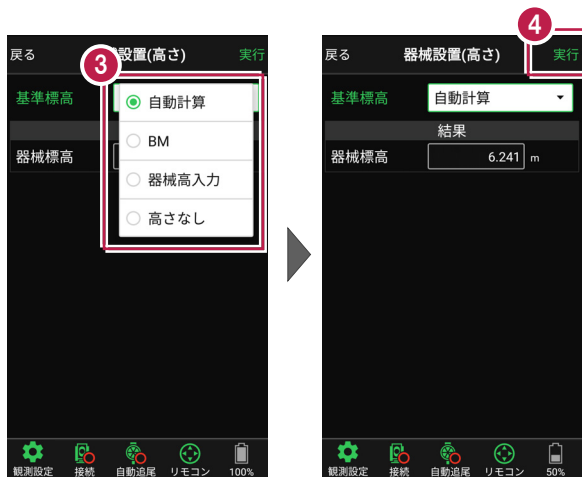 戻る
設置(高さ)
実行
3
基準標高
自動計算
BM
器械高入力
高さなし
器械標高
観測設定
接続
自動追尾
リモコン
100%
4
戻る
器械設置(高さ)
実行
基準標高
自動計算
結果
器械標高
6.241 m
観測設定
接続
自動追尾
リモコン
50%